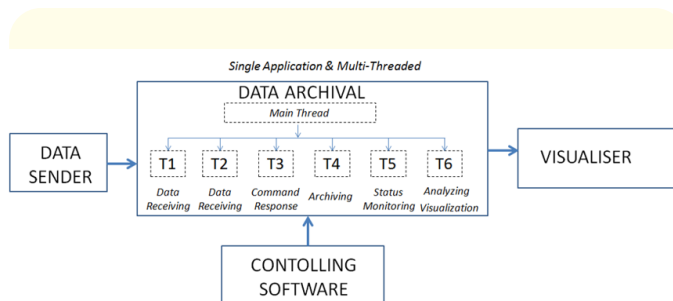 Single Application & Multi-Threaded
DATA ARCHIVAL
Main Thread
DATA
SENDER
T1
T2
T3
T4
T5
T6
Data
Receiving
Data
Receiving
Command
Response
Archiving
Status
Monitoring
Analyzing
Visualization
VISUALISER
CONTOLLING
SOFTWARE